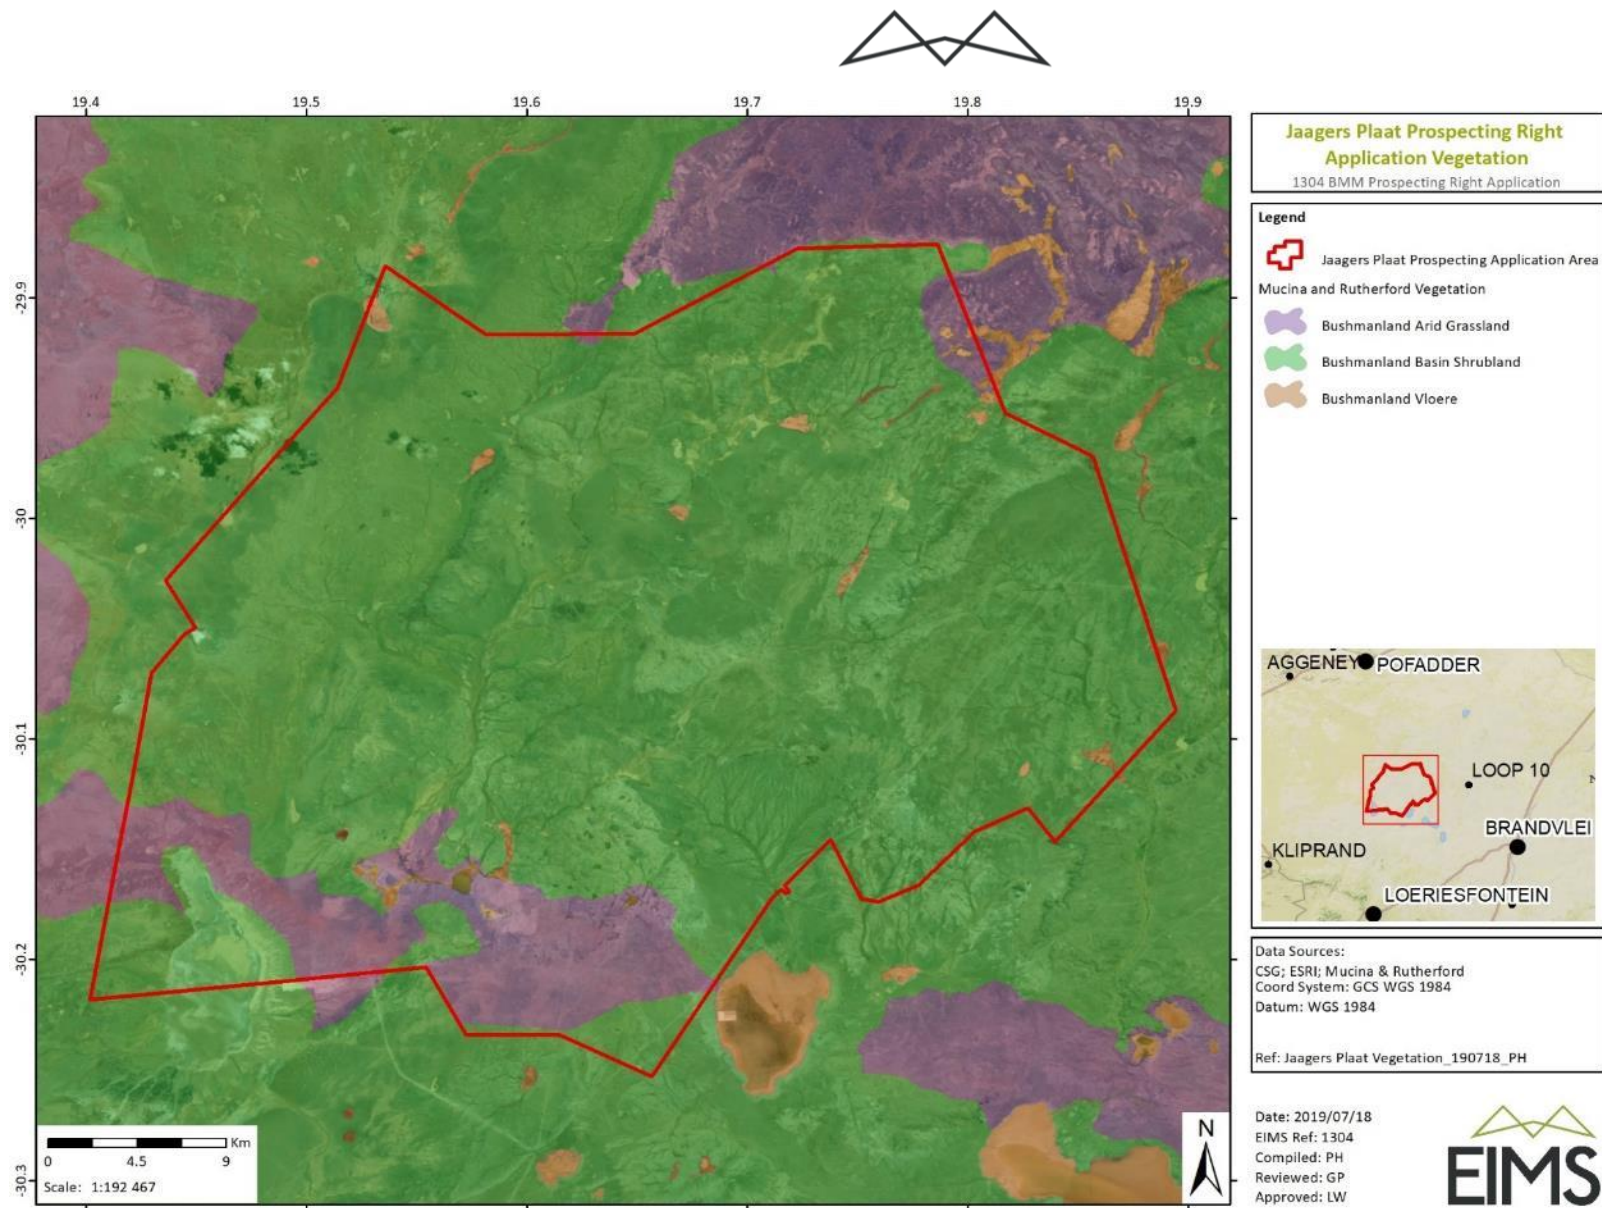 19.4 19.5 19.6 19.7 19.8 19.9
-29.9
-30
-30.1
-30.2
-30.3
Km
0 4.5 9
Scale: 1:192 467
N
Jaagers Plaat Prospecting Right
Application Vegetation
1304 BMM Prospecting Right Application
Legend
Jaagers Plaat Prospecting Application Area
Mucina and Rutherford Vegetation
Bushmanland Arid Grassland
Bushmanland Basin Shrubland
Bushmanland Vloere
AGGENEY POFADDER
LOOP 10
BRANDVLEI
KLIPRAND
LOERIESFONTEIN
Data Sources:
CSG; ESRI; Mucina & Rutherford
Coord System: GCS WGS 1984
Datum: WGS 1984
Ref: Jaagers Plaat Vegetation_190718_PH
Date: 2019/07/18
EIMS Ref: 1304
Compiled: PH
Reviewed: GP
Approved: LW
EIMS